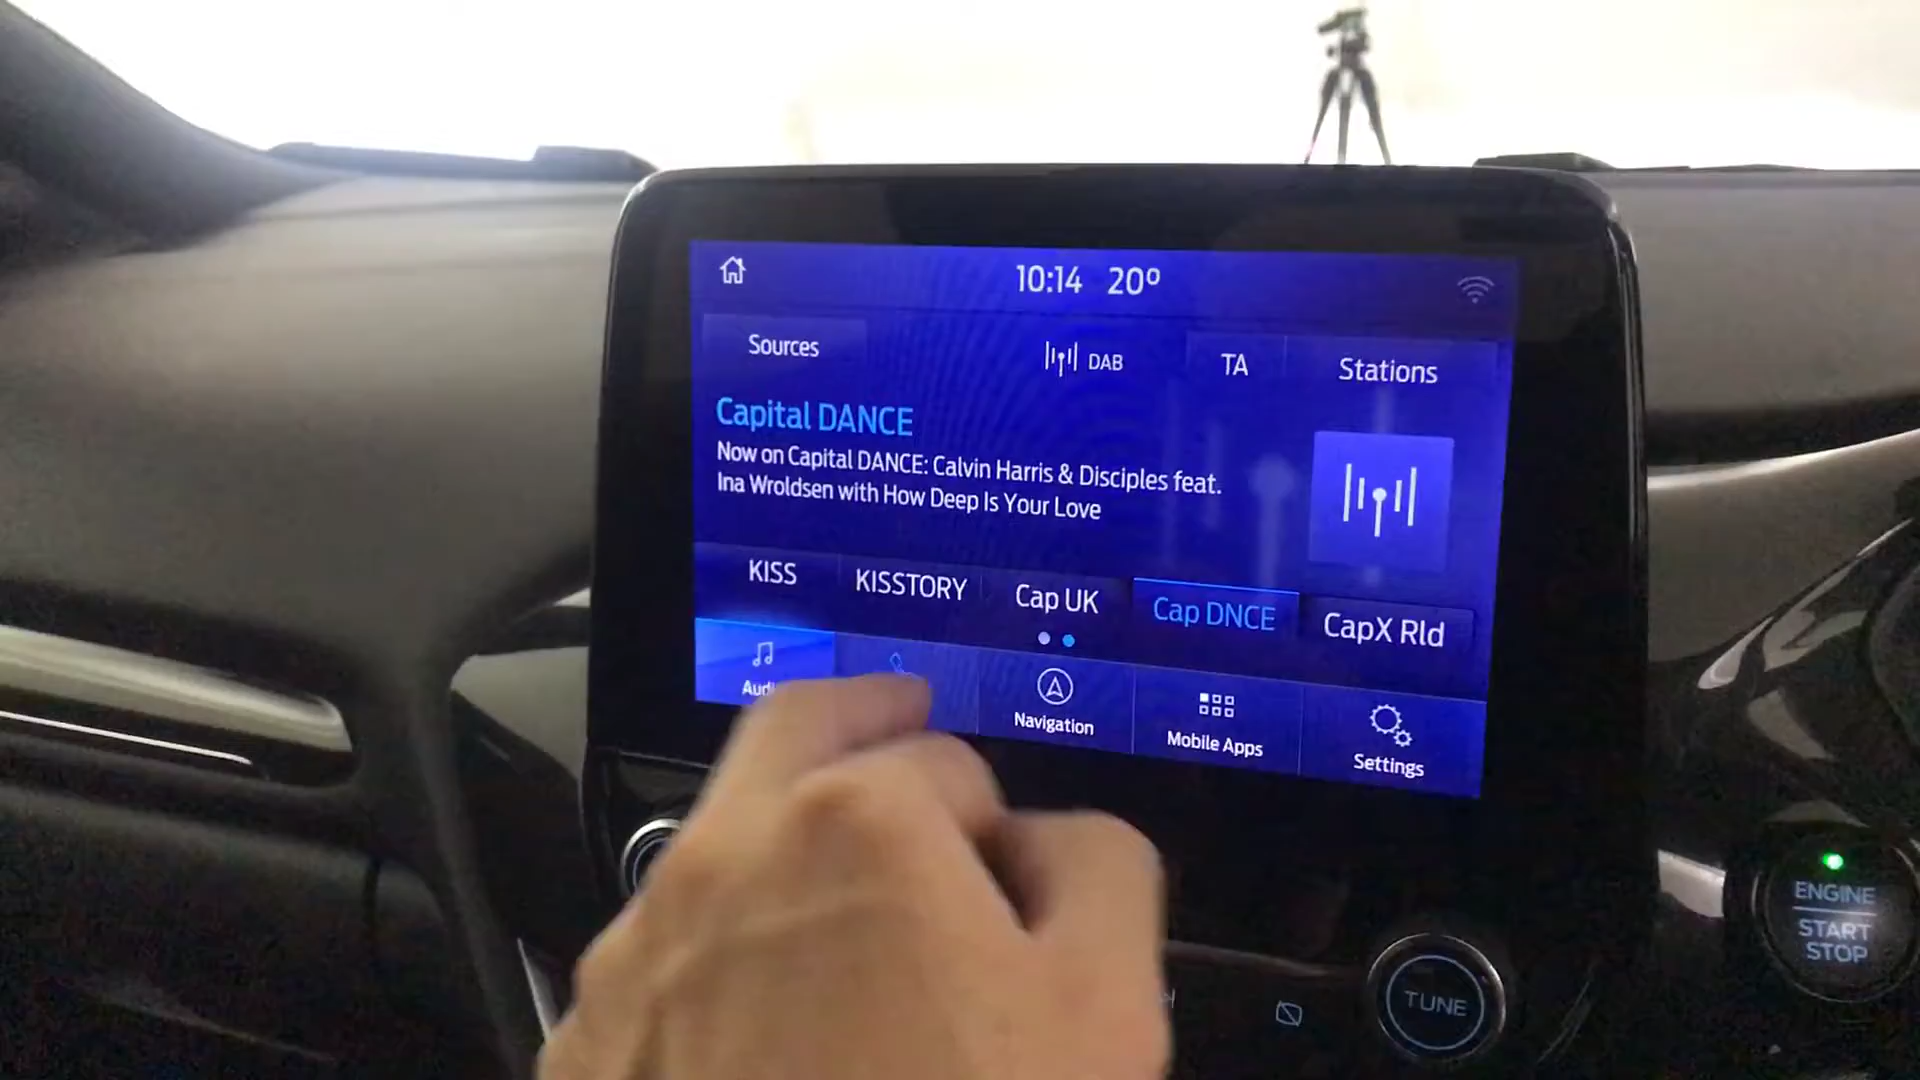 10:14 20º
Sources
DAB
TA
Stations
Capital DANCE
Now on Capital DANCE: Calvin Harris & Disciples feat.
Ina Wroldsen with How Deep Is Your Love
KISS
KISSTORY
Cap UK
Cap DNCE
CapX Rld
Navigation
Mobile Apps
Settings
ENGINE
START
STOP
TUNE